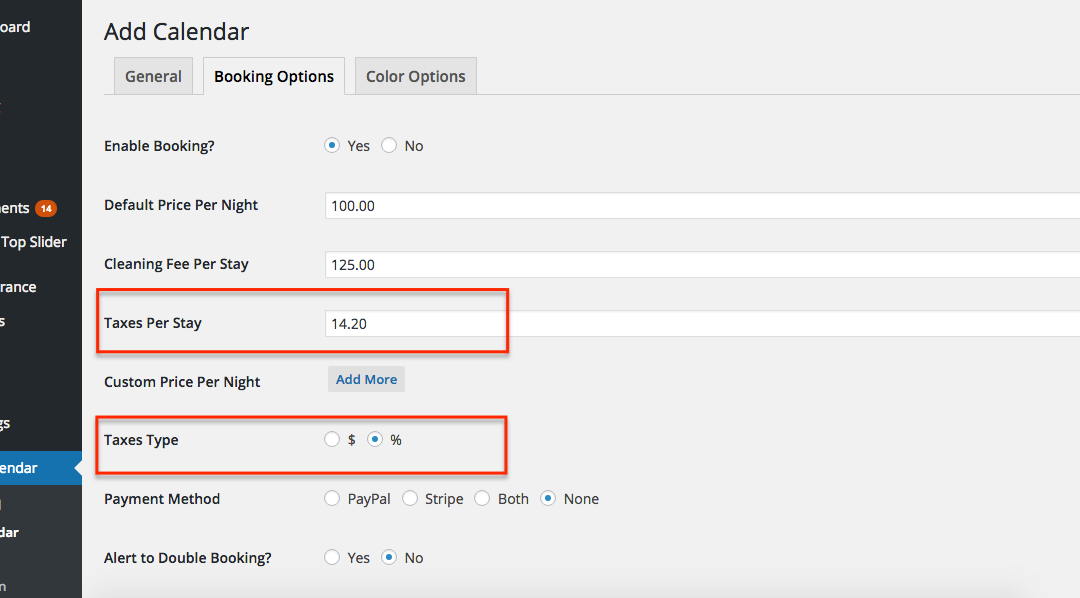 Add Calendar
General Booking Options Color Options
Enable Booking? Yes No
Default Price Per Night 100.00
Cleaning Fee Per Stay 125.00
Taxes Per Stay 14.20
Custom Price Per Night Add More
Taxes Type $ %
Payment Method PayPal Stripe Both None
Alert to Double Booking? Yes No
oard
ents 14
Top Slider
rance
s
gs
endar
dar
n